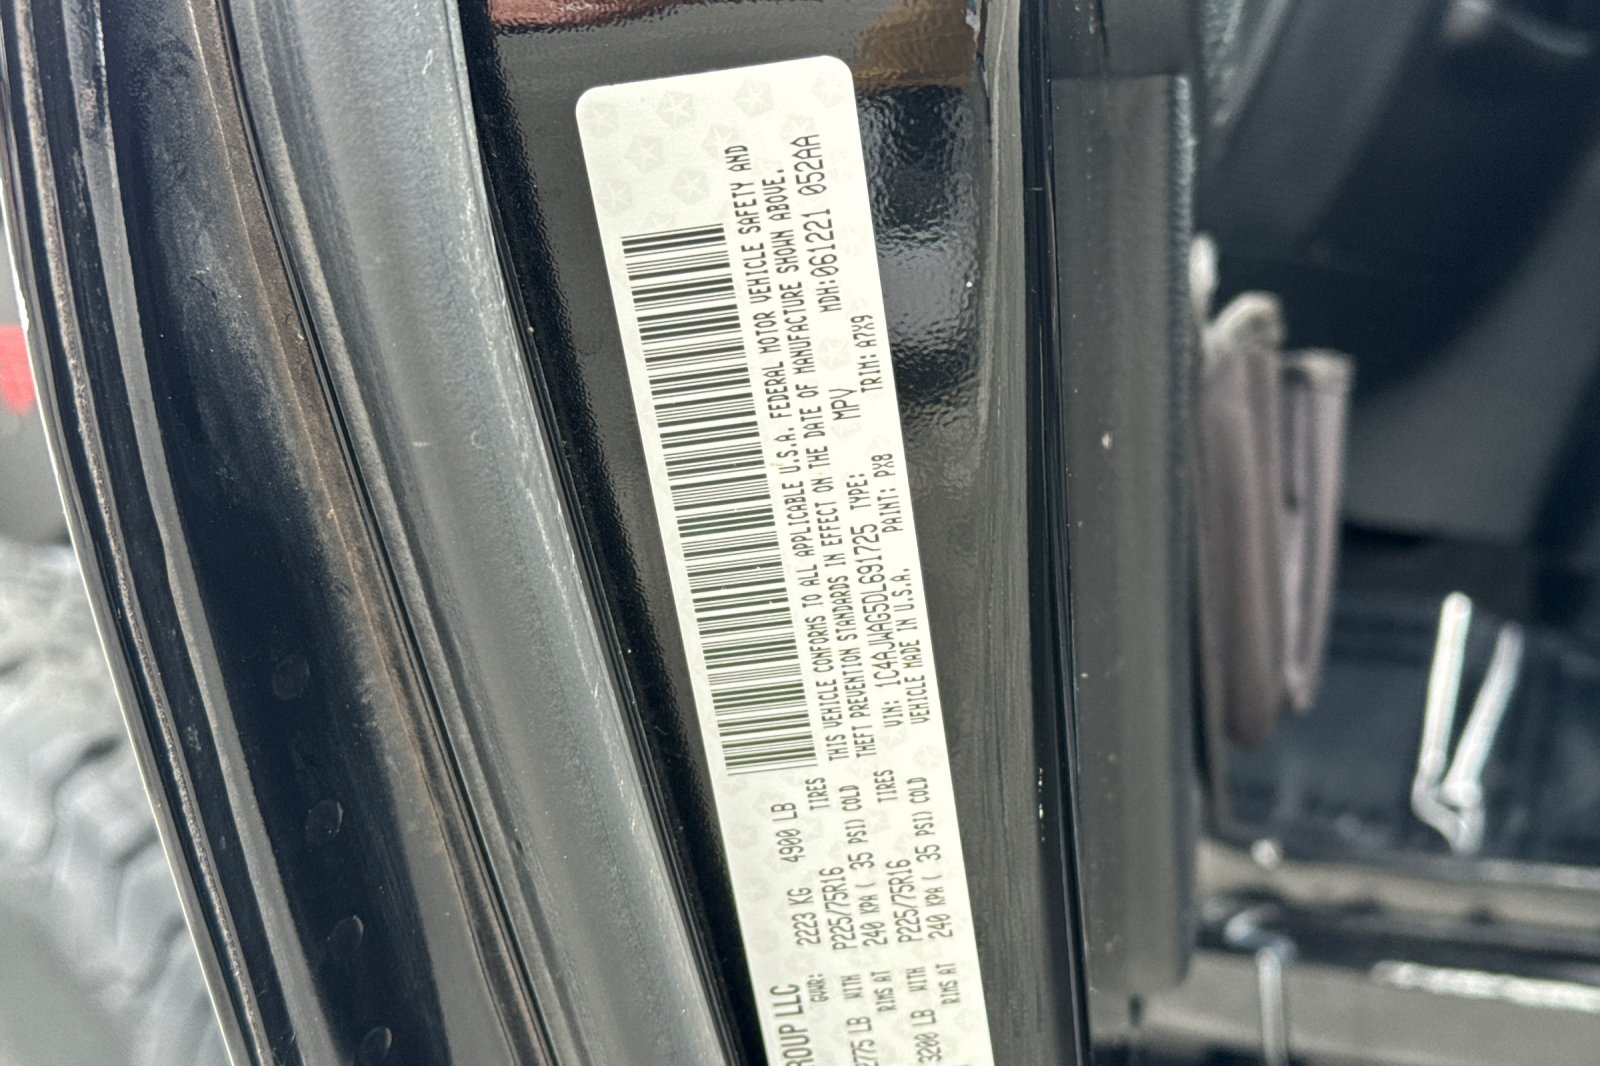 ROUP LLC
GVWR: 2223 KG 4900 LB
2775 LB WITH P225/75R16 TIRES
RIMS AT 240 KPA ( 35 PSI) COLD
3200 LB WITH P225/75R16 TIRES
RIMS AT 240 KPA ( 35 PSI) COLD
THIS VEHICLE CONFORMS TO ALL APPLICABLE U.S.A. FEDERAL MOTOR VEHICLE SAFETY AND
THEFT PREVENTION STANDARDS IN EFFECT ON THE DATE OF MANUFACTURE SHOWN ABOVE.
VIN: 1C4AJWAG5DL691725 TYPE: MPV MDH:061221 052AA
VEHICLE MADE IN U.S.A. PAINT: PX8 TRIM: A7X9